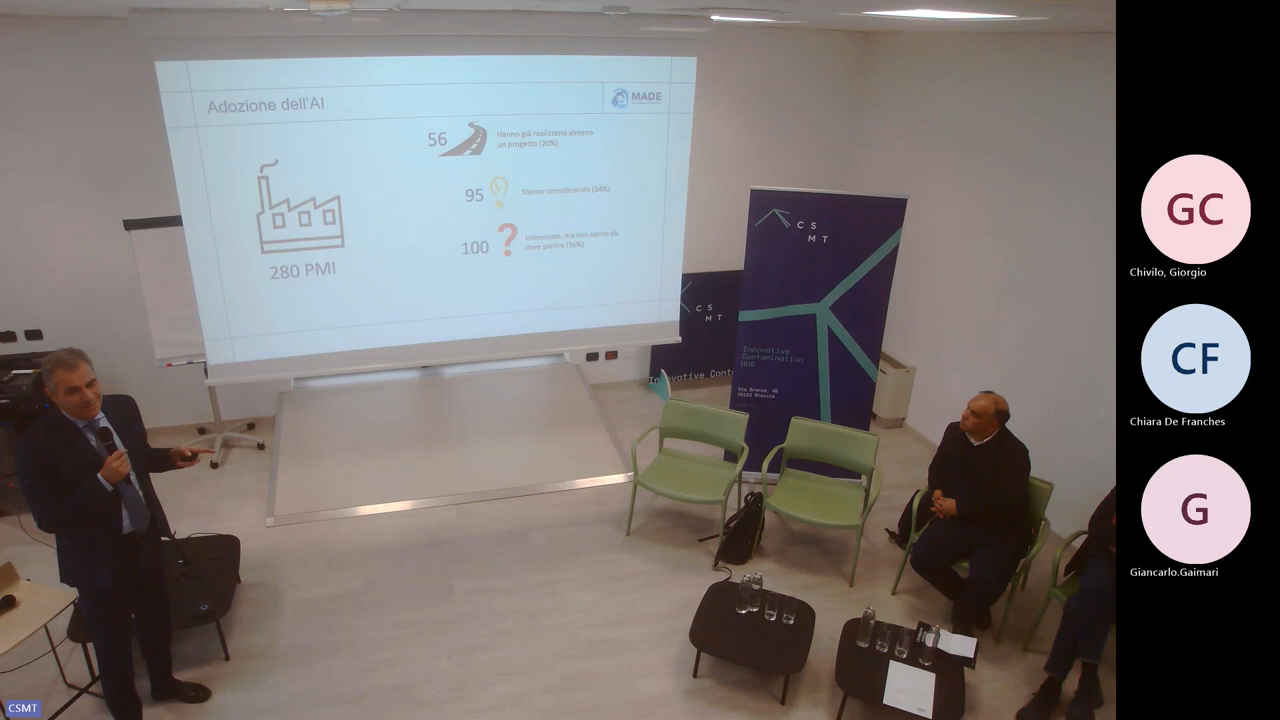 Adozione dell'AI
MADE
56
Hanno già realizzano almeno
un progetto (20%)
95
Stanno considerando (34%)
100
Interessate, ma non sanno da
dove partire (36%)
280 PMI
C S
M T
Innovative
Contamination
HUB
Via Branze, 45
25123 Brescia
C S
M T
Innovative Conta
GC
Chivilo, Giorgio
CF
Chiara De Franches
G
Giancarlo.Gaimari
CSMT